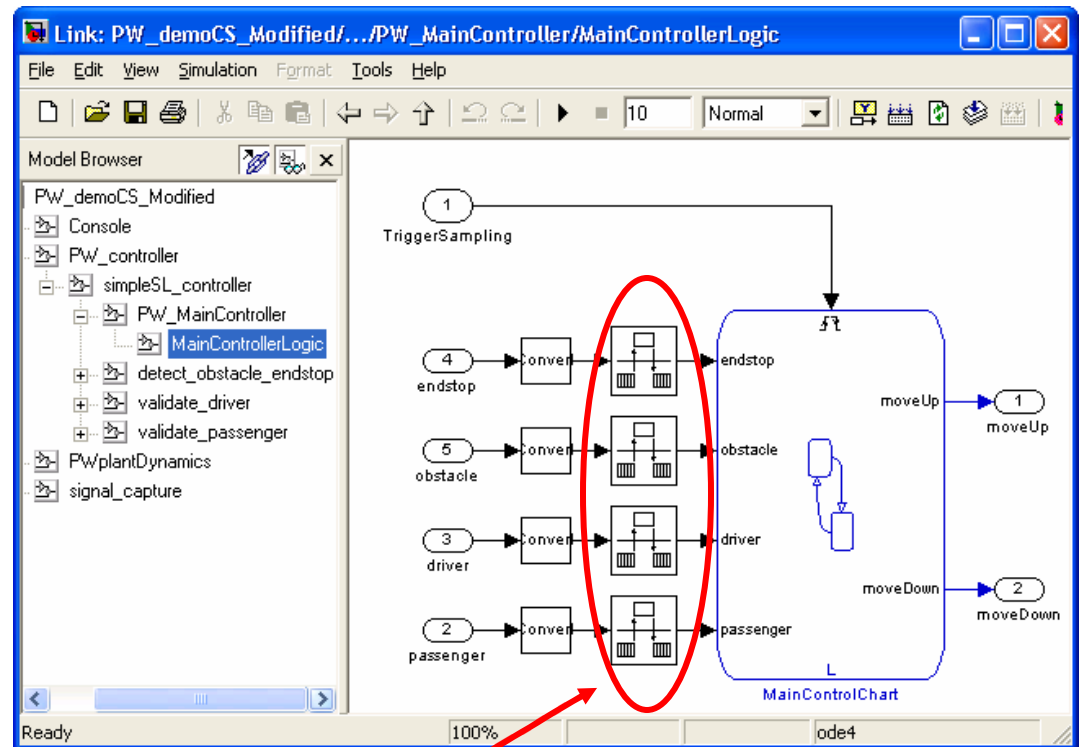 Link: PW_demoCS_Modified/.../PW_MainController/MainControllerLogic
File Edit View Simulation Format Tools Help
10 Normal
Model Browser
PW_demoCS_Modified
Console
PW_controller
simpleSL_controller
PW_MainController
MainControllerLogic
detect_obstacle_endstop
validate_driver
validate_passenger
PWplantDynamics
signal_capture
1
TriggerSampling
4
endstop
Conver
endstop
5
obstacle
Conver
obstacle
3
driver
Conver
driver
2
passenger
Conver
passenger
moveUp
1
moveUp
moveDown
2
moveDown
L
MainControlChart
Ready 100% ode4